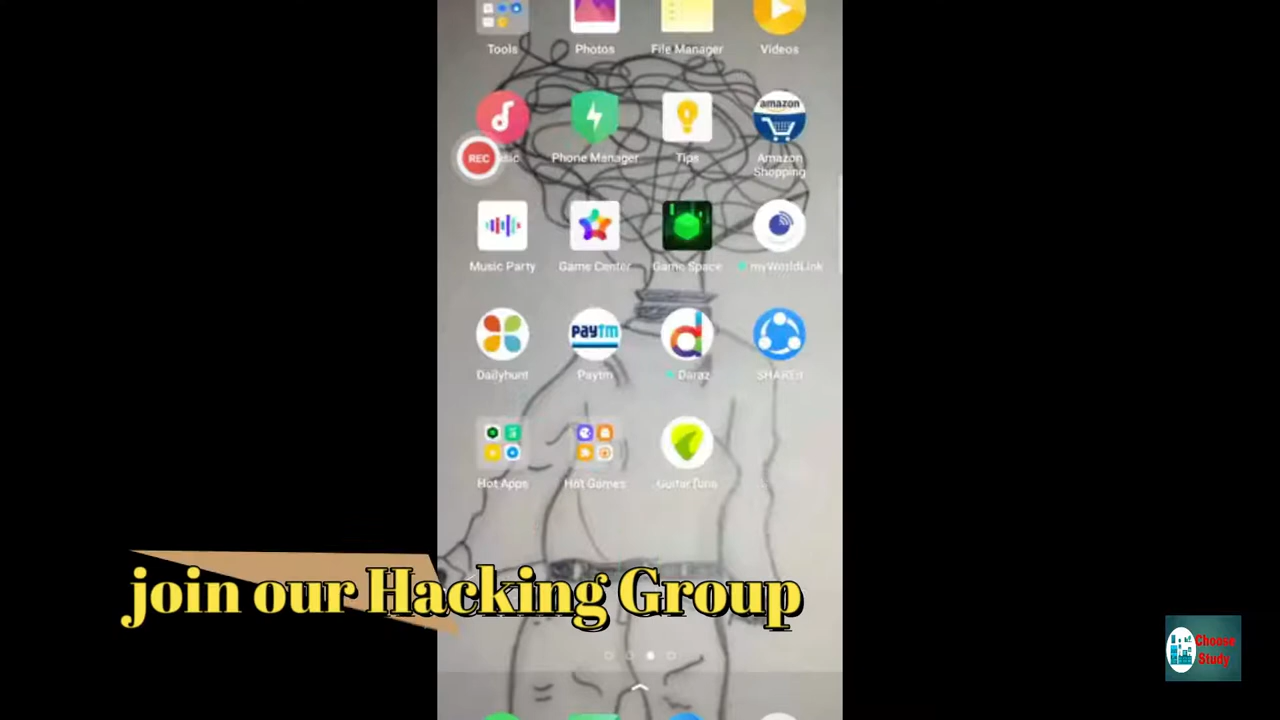 Tools
Photos
File Manager
Videos
amazon
REC
Phone Manager
Tips
Amazon
Shopping
Music Party
Game Center
Game Space
myWorldLink
paytm
Dailyhunt
Paytm
Daraz
SHAREit
Hot Apps
Hot Games
join our Hacking Group
Choose
Study